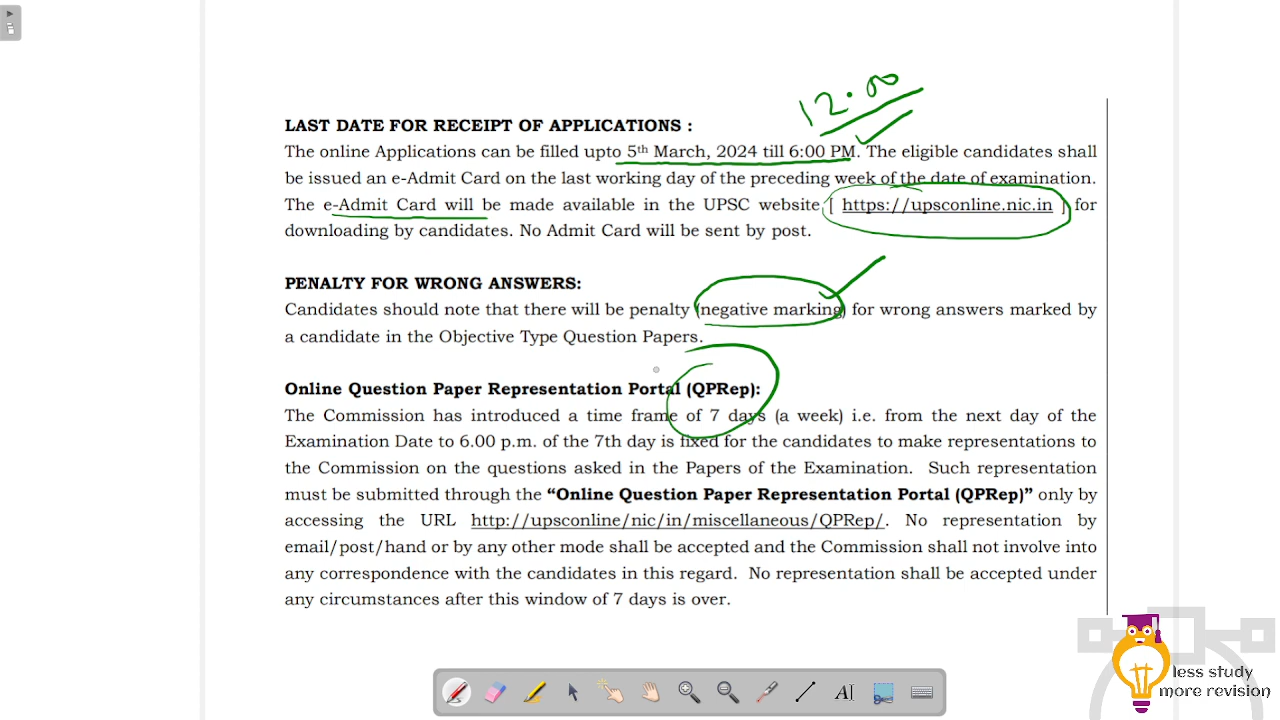 12.00
LAST DATE FOR RECEIPT OF APPLICATIONS :
The online Applications can be filled upto 5th March, 2024 till 6:00 PM. The eligible candidates shall
be issued an e-Admit Card on the last working day of the preceding week of the date of examination.
The e-Admit Card will be made available in the UPSC website [ https://upsconline.nic.in ] for
downloading by candidates. No Admit Card will be sent by post.
PENALTY FOR WRONG ANSWERS:
Candidates should note that there will be penalty (negative marking) for wrong answers marked by
a candidate in the Objective Type Question Papers.
Online Question Paper Representation Portal (QPRep):
The Commission has introduced a time frame of 7 days (a week) i.e. from the next day of the
Examination Date to 6.00 p.m. of the 7th day is fixed for the candidates to make representations to
the Commission on the questions asked in the Papers of the Examination. Such representation
must be submitted through the “Online Question Paper Representation Portal (QPRep)” only by
accessing the URL http://upsconline/nic/in/miscellaneous/QPRep/. No representation by
email/post/hand or by any other mode shall be accepted and the Commission shall not involve into
any correspondence with the candidates in this regard. No representation shall be accepted under
any circumstances after this window of 7 days is over.
less study
more revision